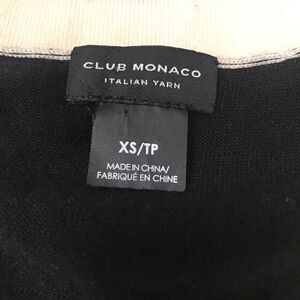 CLUB MONACO
ITALIAN YARN
XS/TP
MADE IN CHINA/
FABRIQUÉ EN CHINE